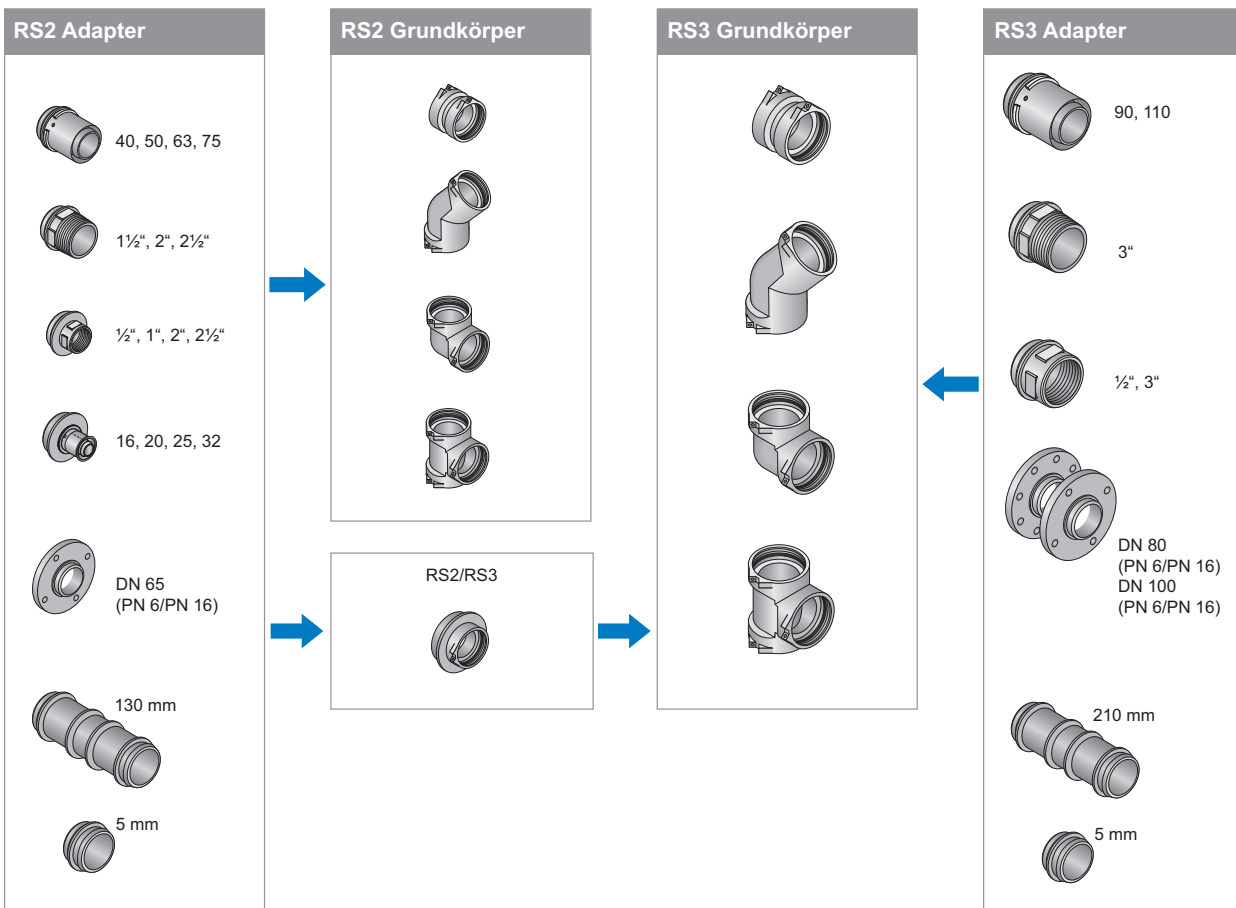 RS2 Adapter
40, 50, 63, 75
1½“, 2“, 2½“
½“, 1“, 2“, 2½“
16, 20, 25, 32
DN 65
(PN 6/PN 16)
130 mm
5 mm
RS2 Grundkörper
RS2/RS3
RS3 Grundkörper
RS3 Adapter
90, 110
3“
½“, 3“
DN 80
(PN 6/PN 16)
DN 100
(PN 6/PN 16)
210 mm
5 mm